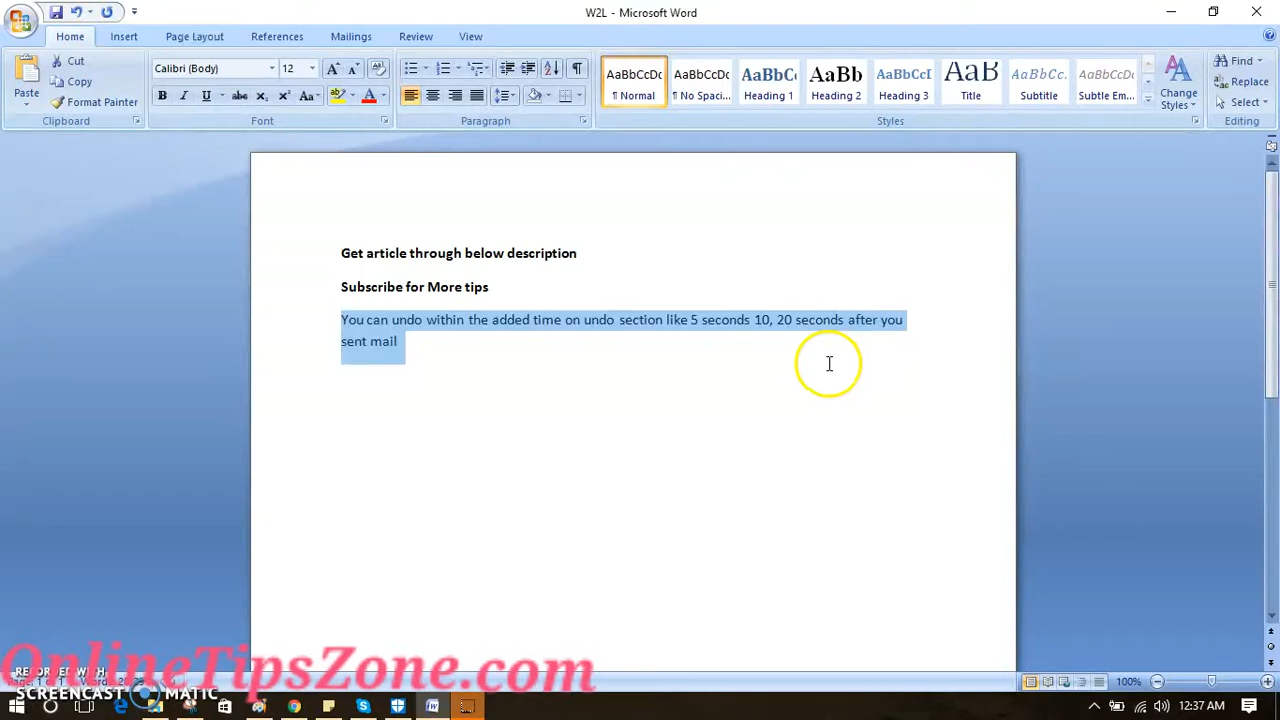 W2L - Microsoft Word
Home Insert Page Layout References Mailings Review View
Paste
Cut
Copy
Format Painter
Clipboard
Calibri (Body) 12
Font
Paragraph
AaBbCcDc AaBbCcDc AaBbC AaBb AaBbCcI AaB AaBbCc. AaBbCcDc
¶ Normal ¶ No Spaci... Heading 1 Heading 2 Heading 3 Title Subtitle Subtle Em...
Change Styles
Styles
Find
Replace
Select
Editing
Get article through below description
Subscribe for More tips
You can undo within the added time on undo section like 5 seconds 10, 20 seconds after you
sent mail
OnlineTipsZone.com
RECORDED WITH
SCREENCAST MATIC
100%
12:37 AM